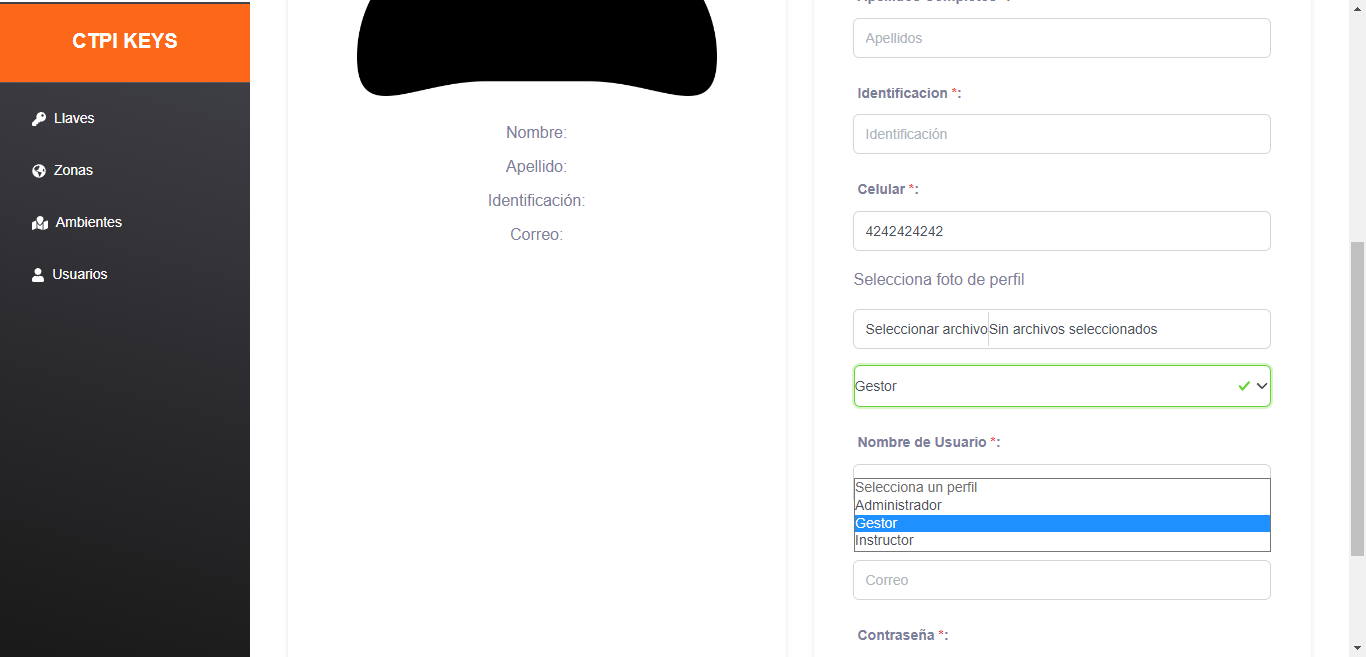 CTPI KEYS
Llaves
Zonas
Ambientes
Usuarios
Nombre:
Apellido:
Identificación:
Correo:
Apellidos
Identificacion *:
Identificación
Celular *:
4242424242
Selecciona foto de perfil
Seleccionar archivo Sin archivos seleccionados
Gestor
Nombre de Usuario *:
Selecciona un perfil
Administrador
Gestor
Instructor
Correo
Contraseña *: